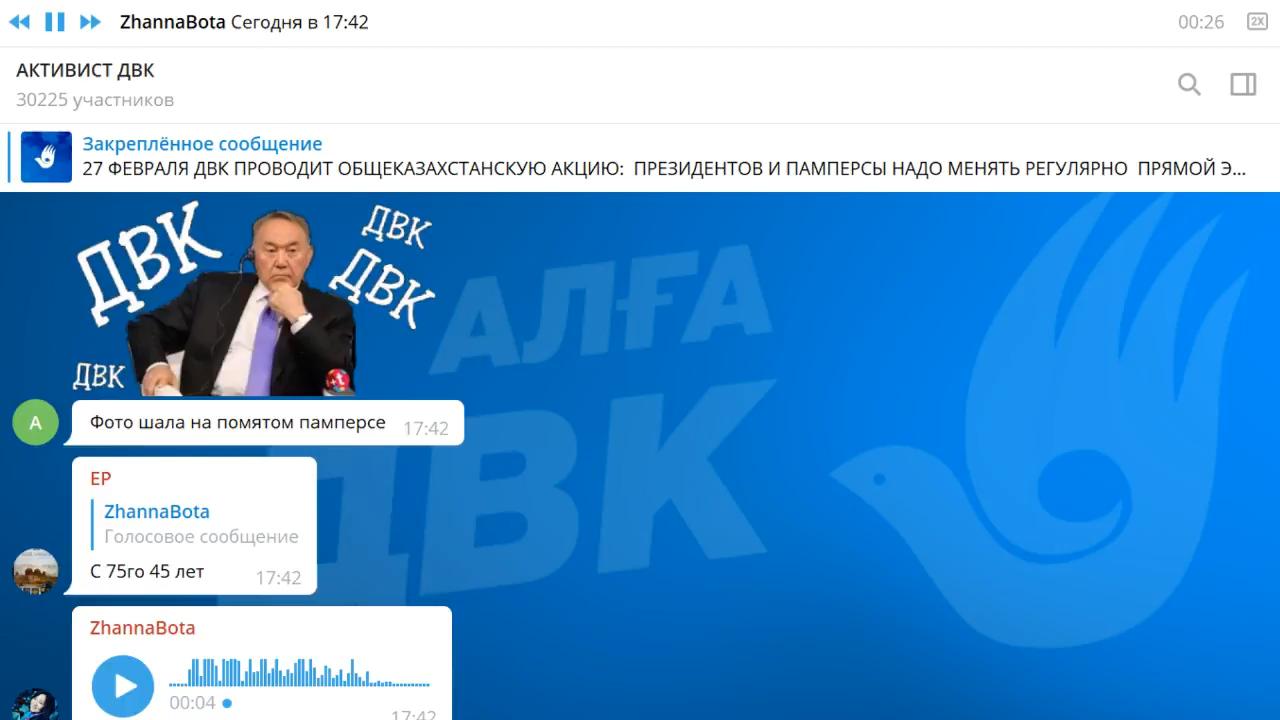 ZhannaBota Сегодня в 17:42
00:26
2X
АКТИВИСТ ДВК
30225 участников
Закреплённое сообщение
27 ФЕВРАЛЯ ДВК ПРОВОДИТ ОБЩЕКАЗАХСТАНСКУЮ АКЦИЮ: ПРЕЗИДЕНТОВ И ПАМПЕРСЫ НАДО МЕНЯТЬ РЕГУЛЯРНО ПРЯМОЙ Э...
ДВК
ДВК
ДВК
ДВК
АЛҒА
ДВК
A
Фото шала на помятом памперсе 17:42
EP
ZhannaBota
Голосовое сообщение
С 75го 45 лет 17:42
ZhannaBota
00:04
17:42